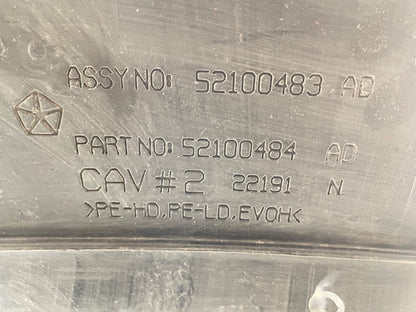 ASSY NO: 52100483 AD
PART NO: 52100484 AD
CAV #2 22191 N
>PE-HD,PE-LD,EVOH<